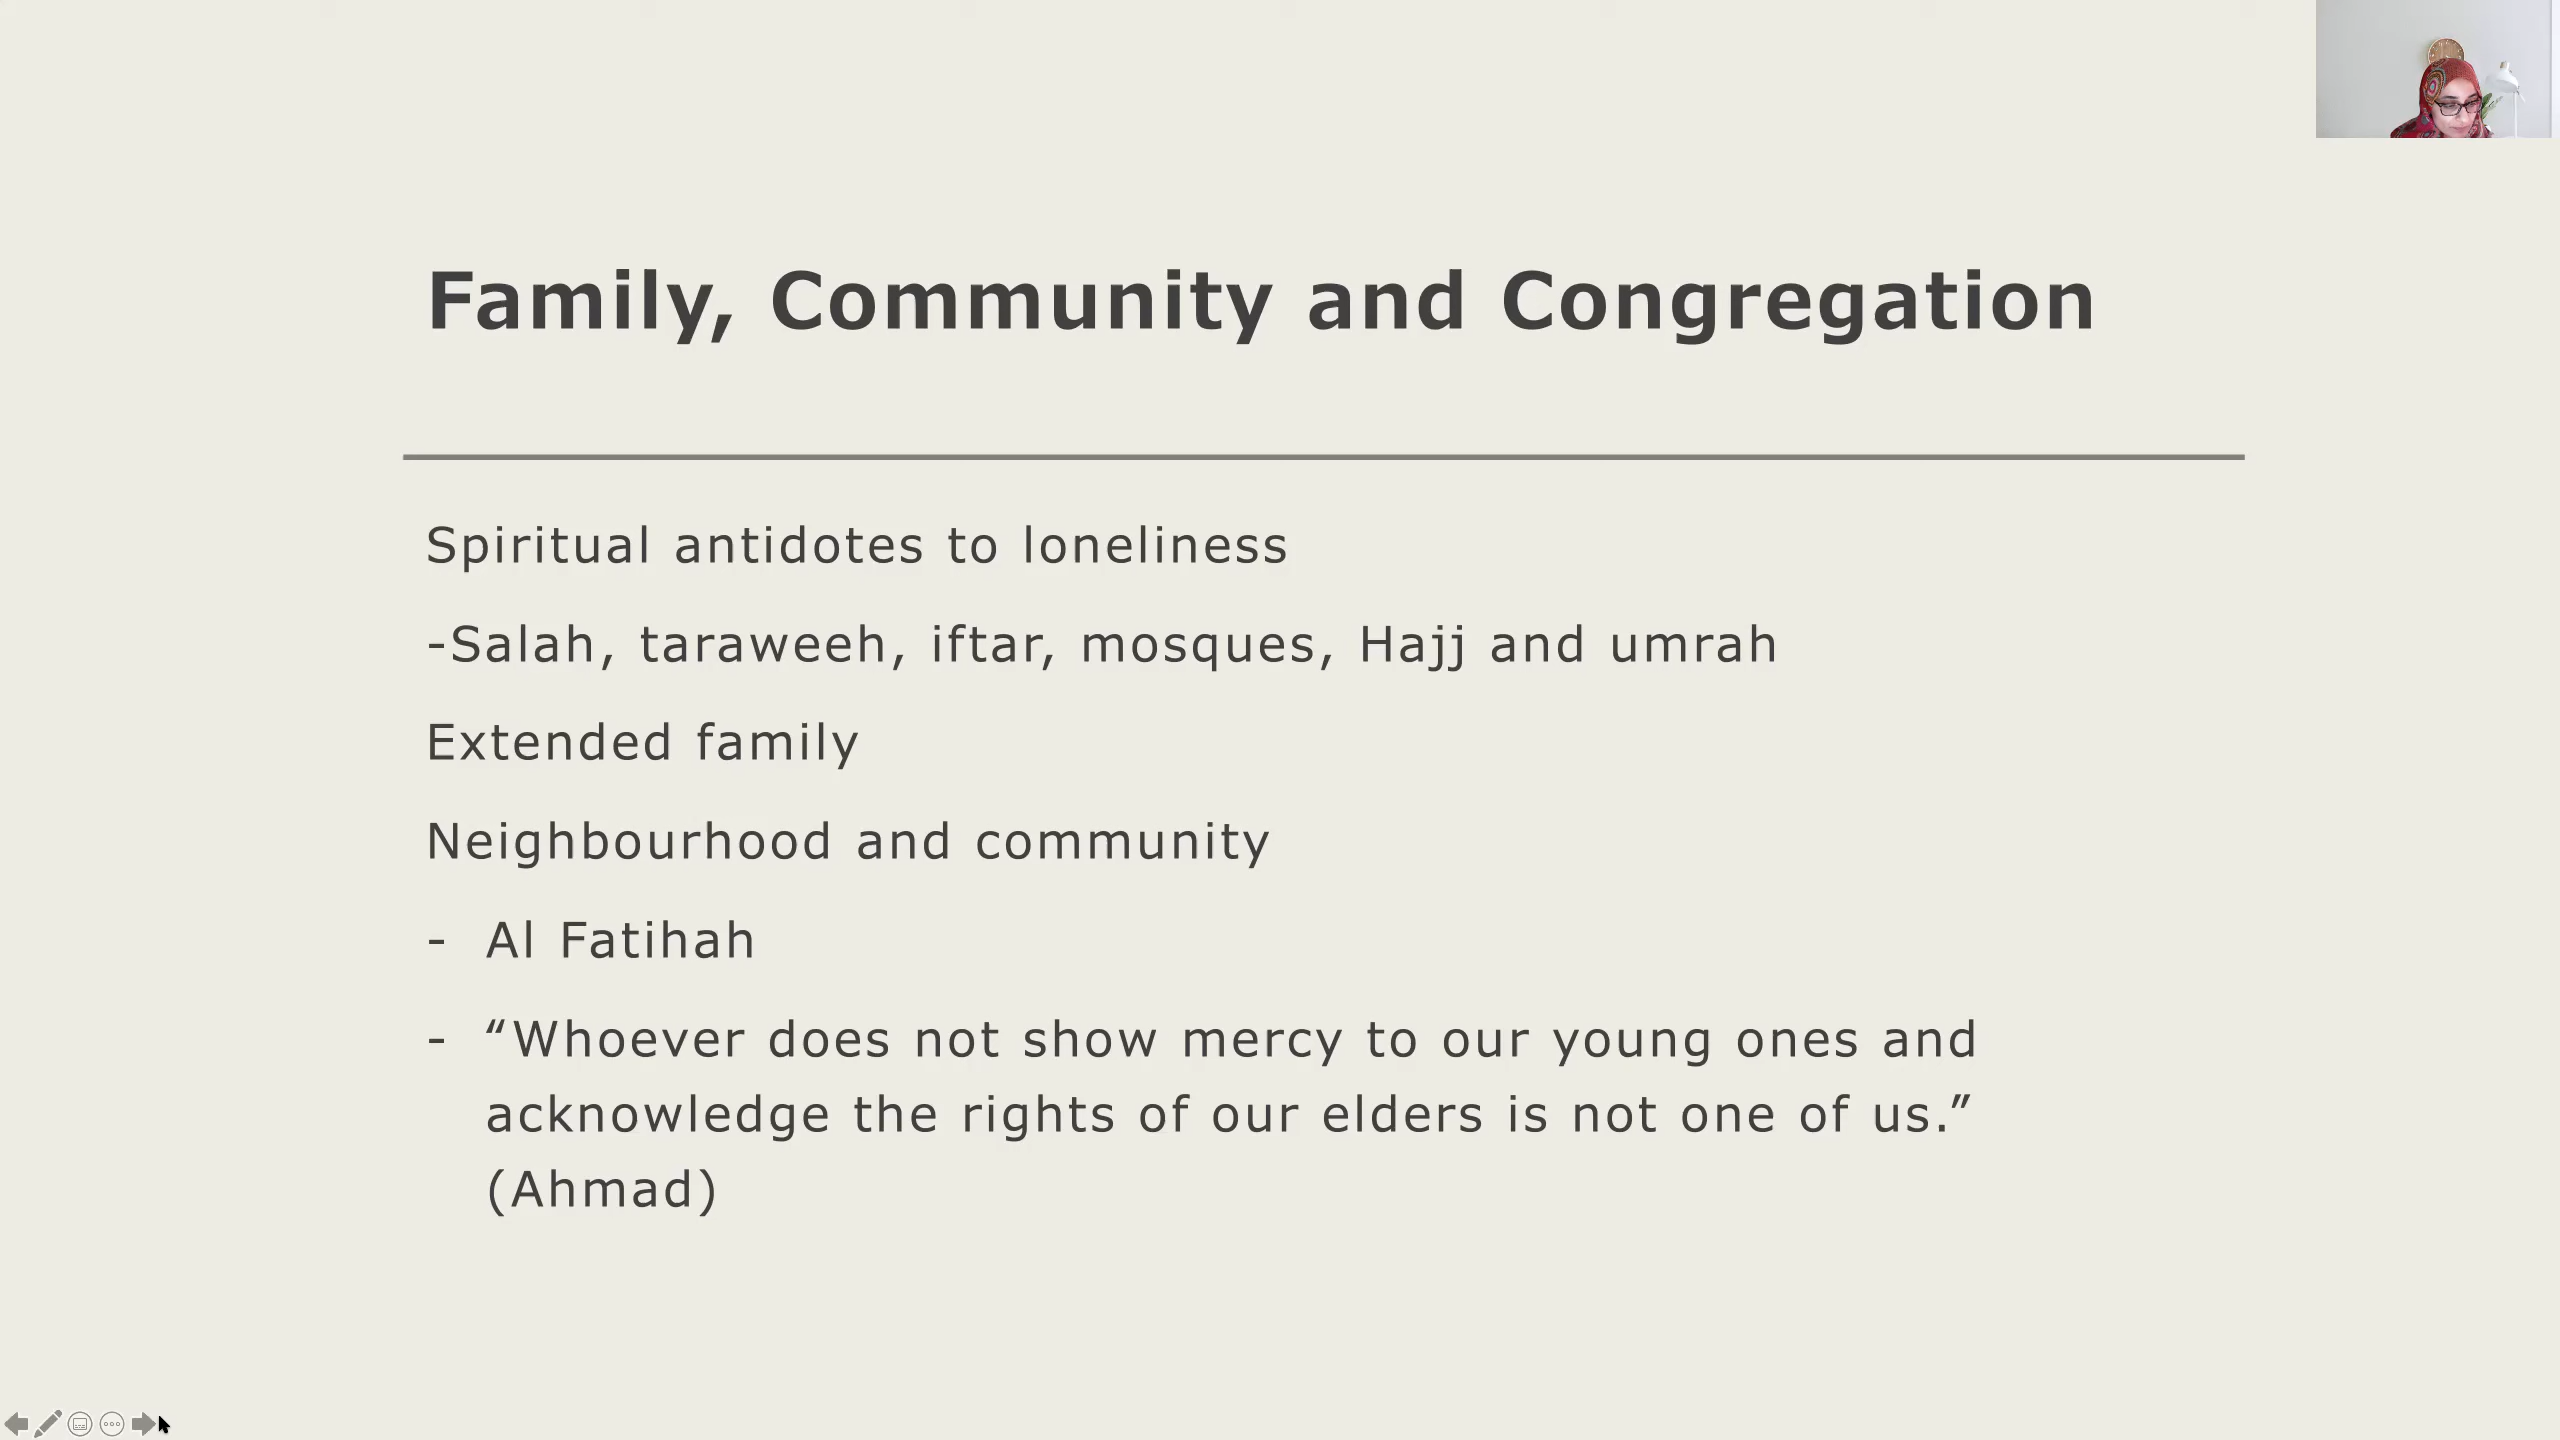 Family, Community and Congregation
Spiritual antidotes to loneliness
-Salah, taraweeh, iftar, mosques, Hajj and umrah
Extended family
Neighbourhood and community
- Al Fatihah
- “Whoever does not show mercy to our young ones and
acknowledge the rights of our elders is not one of us.”
(Ahmad)